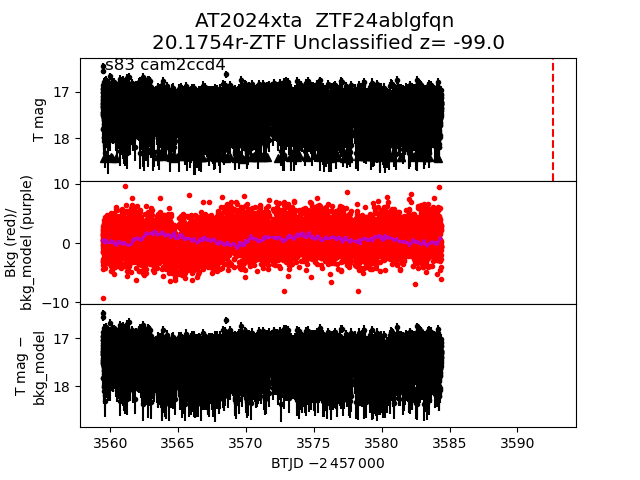 AT2024xta  ZTF24ablgfqn
20.1754r-ZTF Unclassified z= -99.0
s83 cam2ccd4
17
18
T mag
10
0
−10
Bkg (red)/
bkg_model (purple)
17
18
T mag −
bkg_model
3560 3565 3570 3575 3580 3585 3590
BTJD −2 457 000